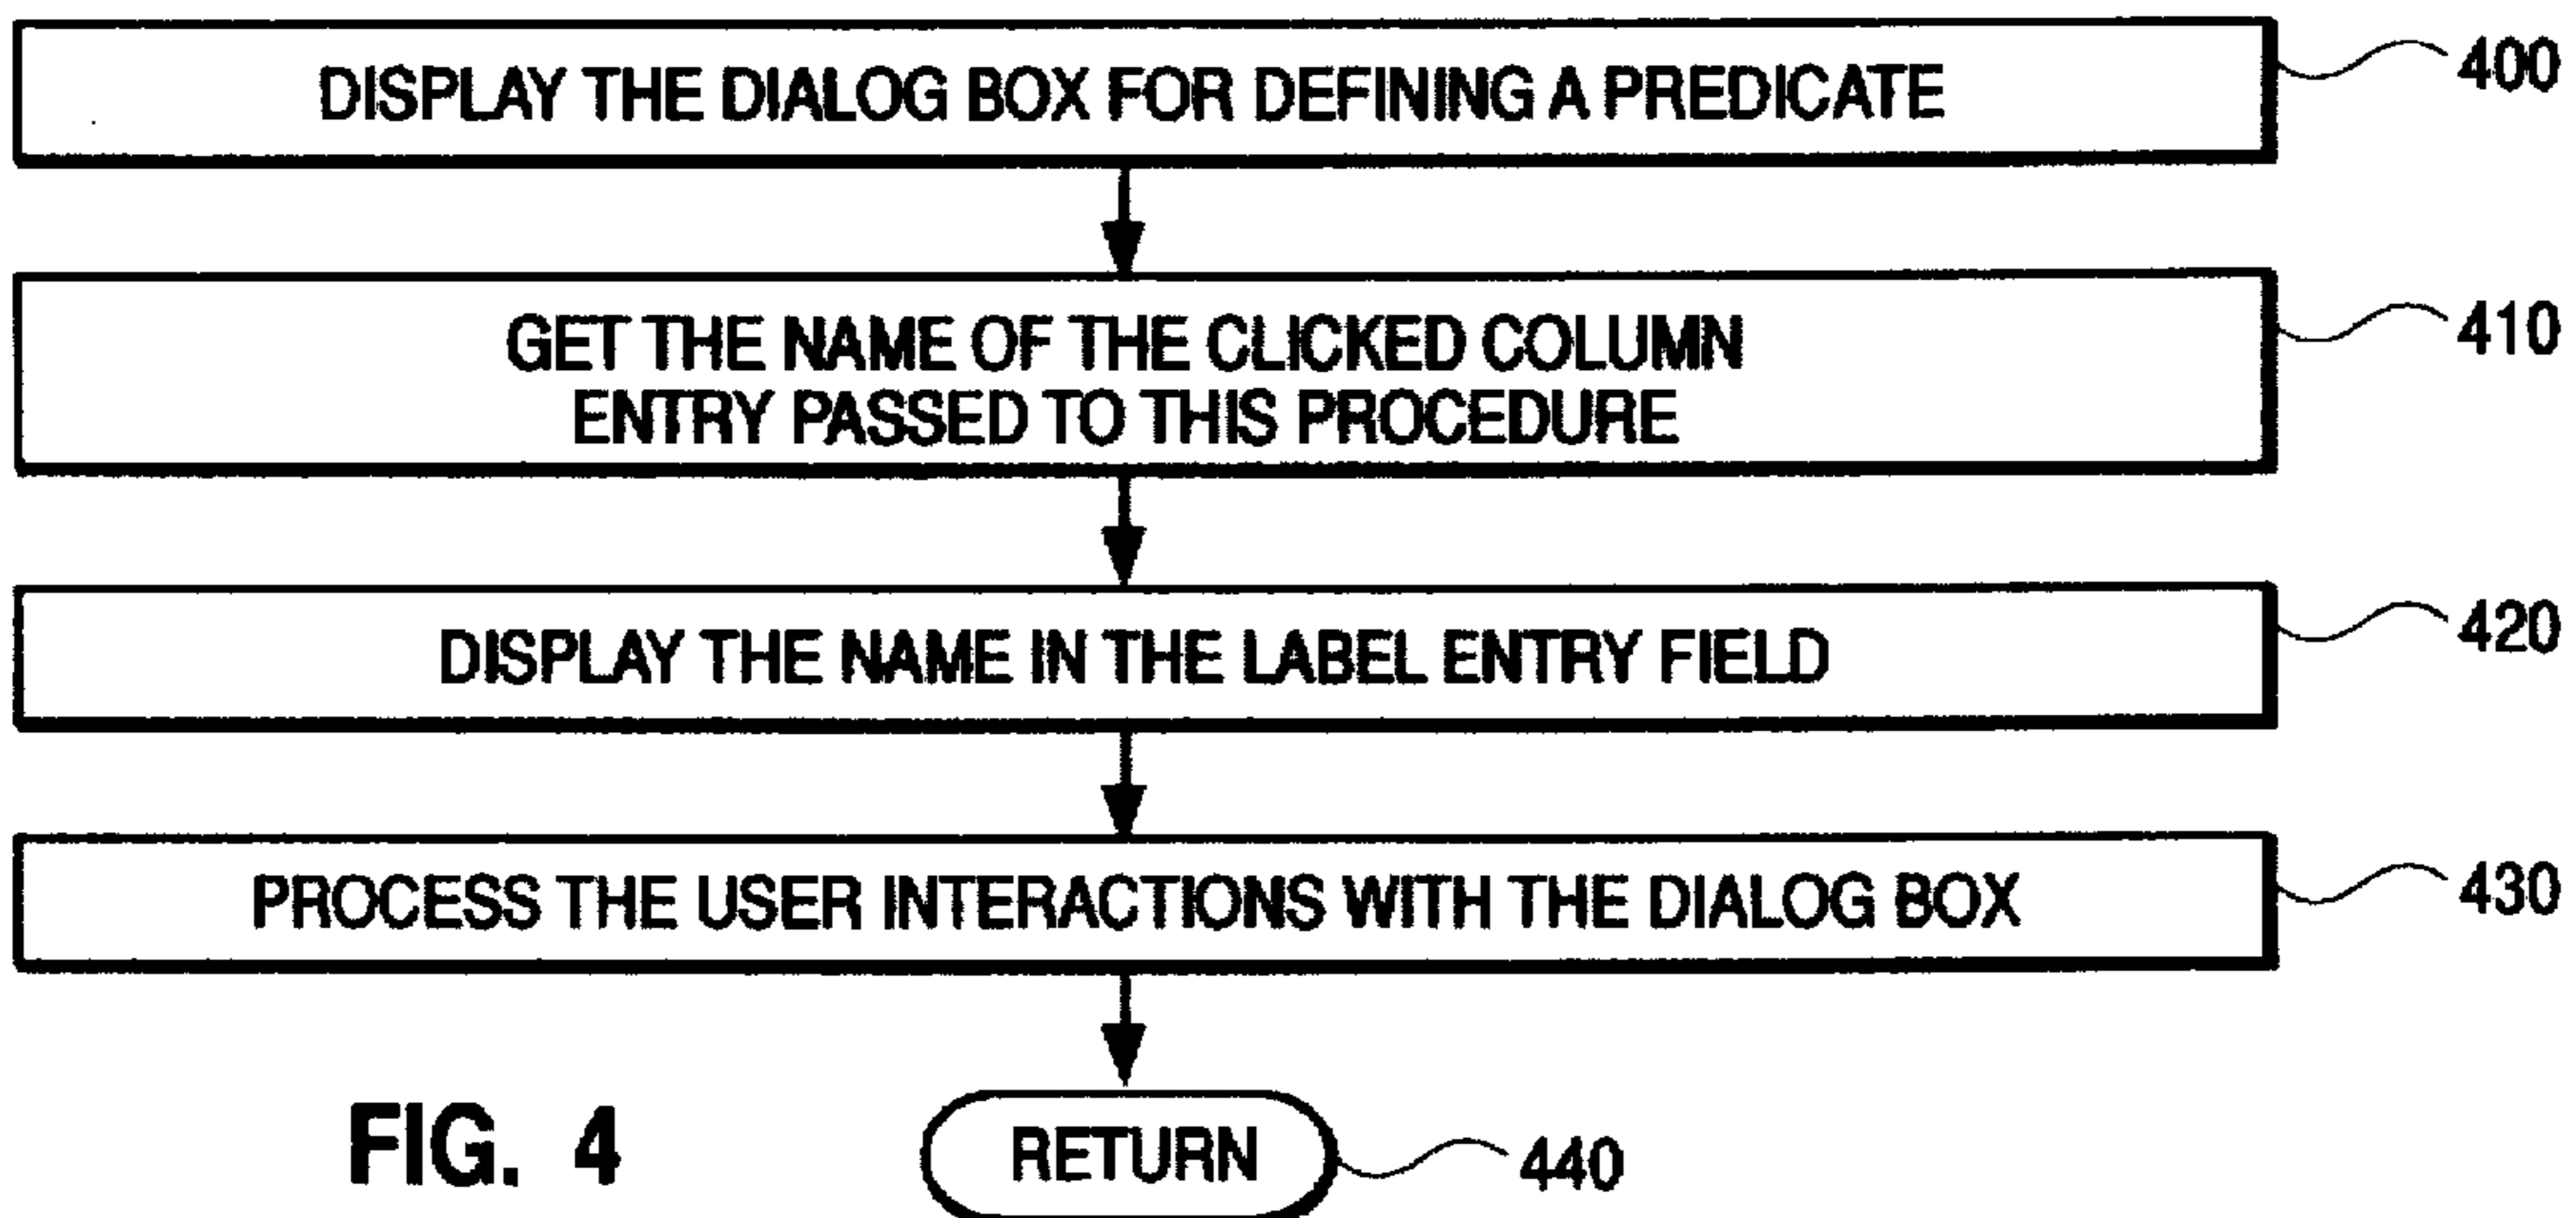 DISPLAY THE DIALOG BOX FOR DEFINING A PREDICATE
400
GET THE NAME OF THE CLICKED COLUMN
ENTRY PASSED TO THIS PROCEDURE
410
DISPLAY THE NAME IN THE LABEL ENTRY FIELD
420
PROCESS THE USER INTERACTIONS WITH THE DIALOG BOX
430
FIG. 4
RETURN
440